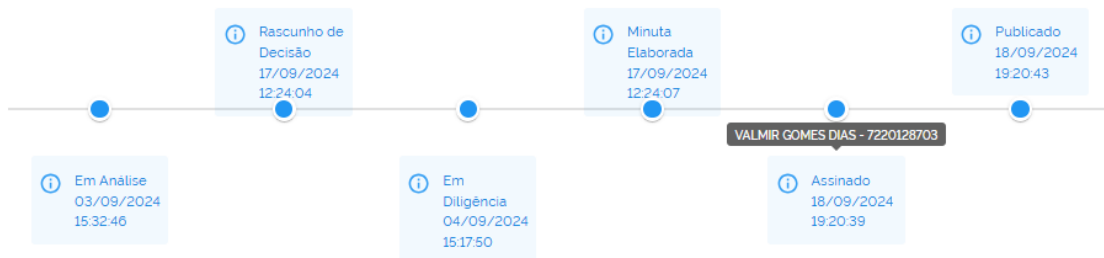 Em Análise
03/09/2024
15:32:46
Rascunho de
Decisão
17/09/2024
12:24:04
Em
Diligência
04/09/2024
15:17:50
Minuta
Elaborada
17/09/2024
12:24:07
VALMIR GOMES DIAS - 7220128703
Assinado
18/09/2024
19:20:39
Publicado
18/09/2024
19:20:43